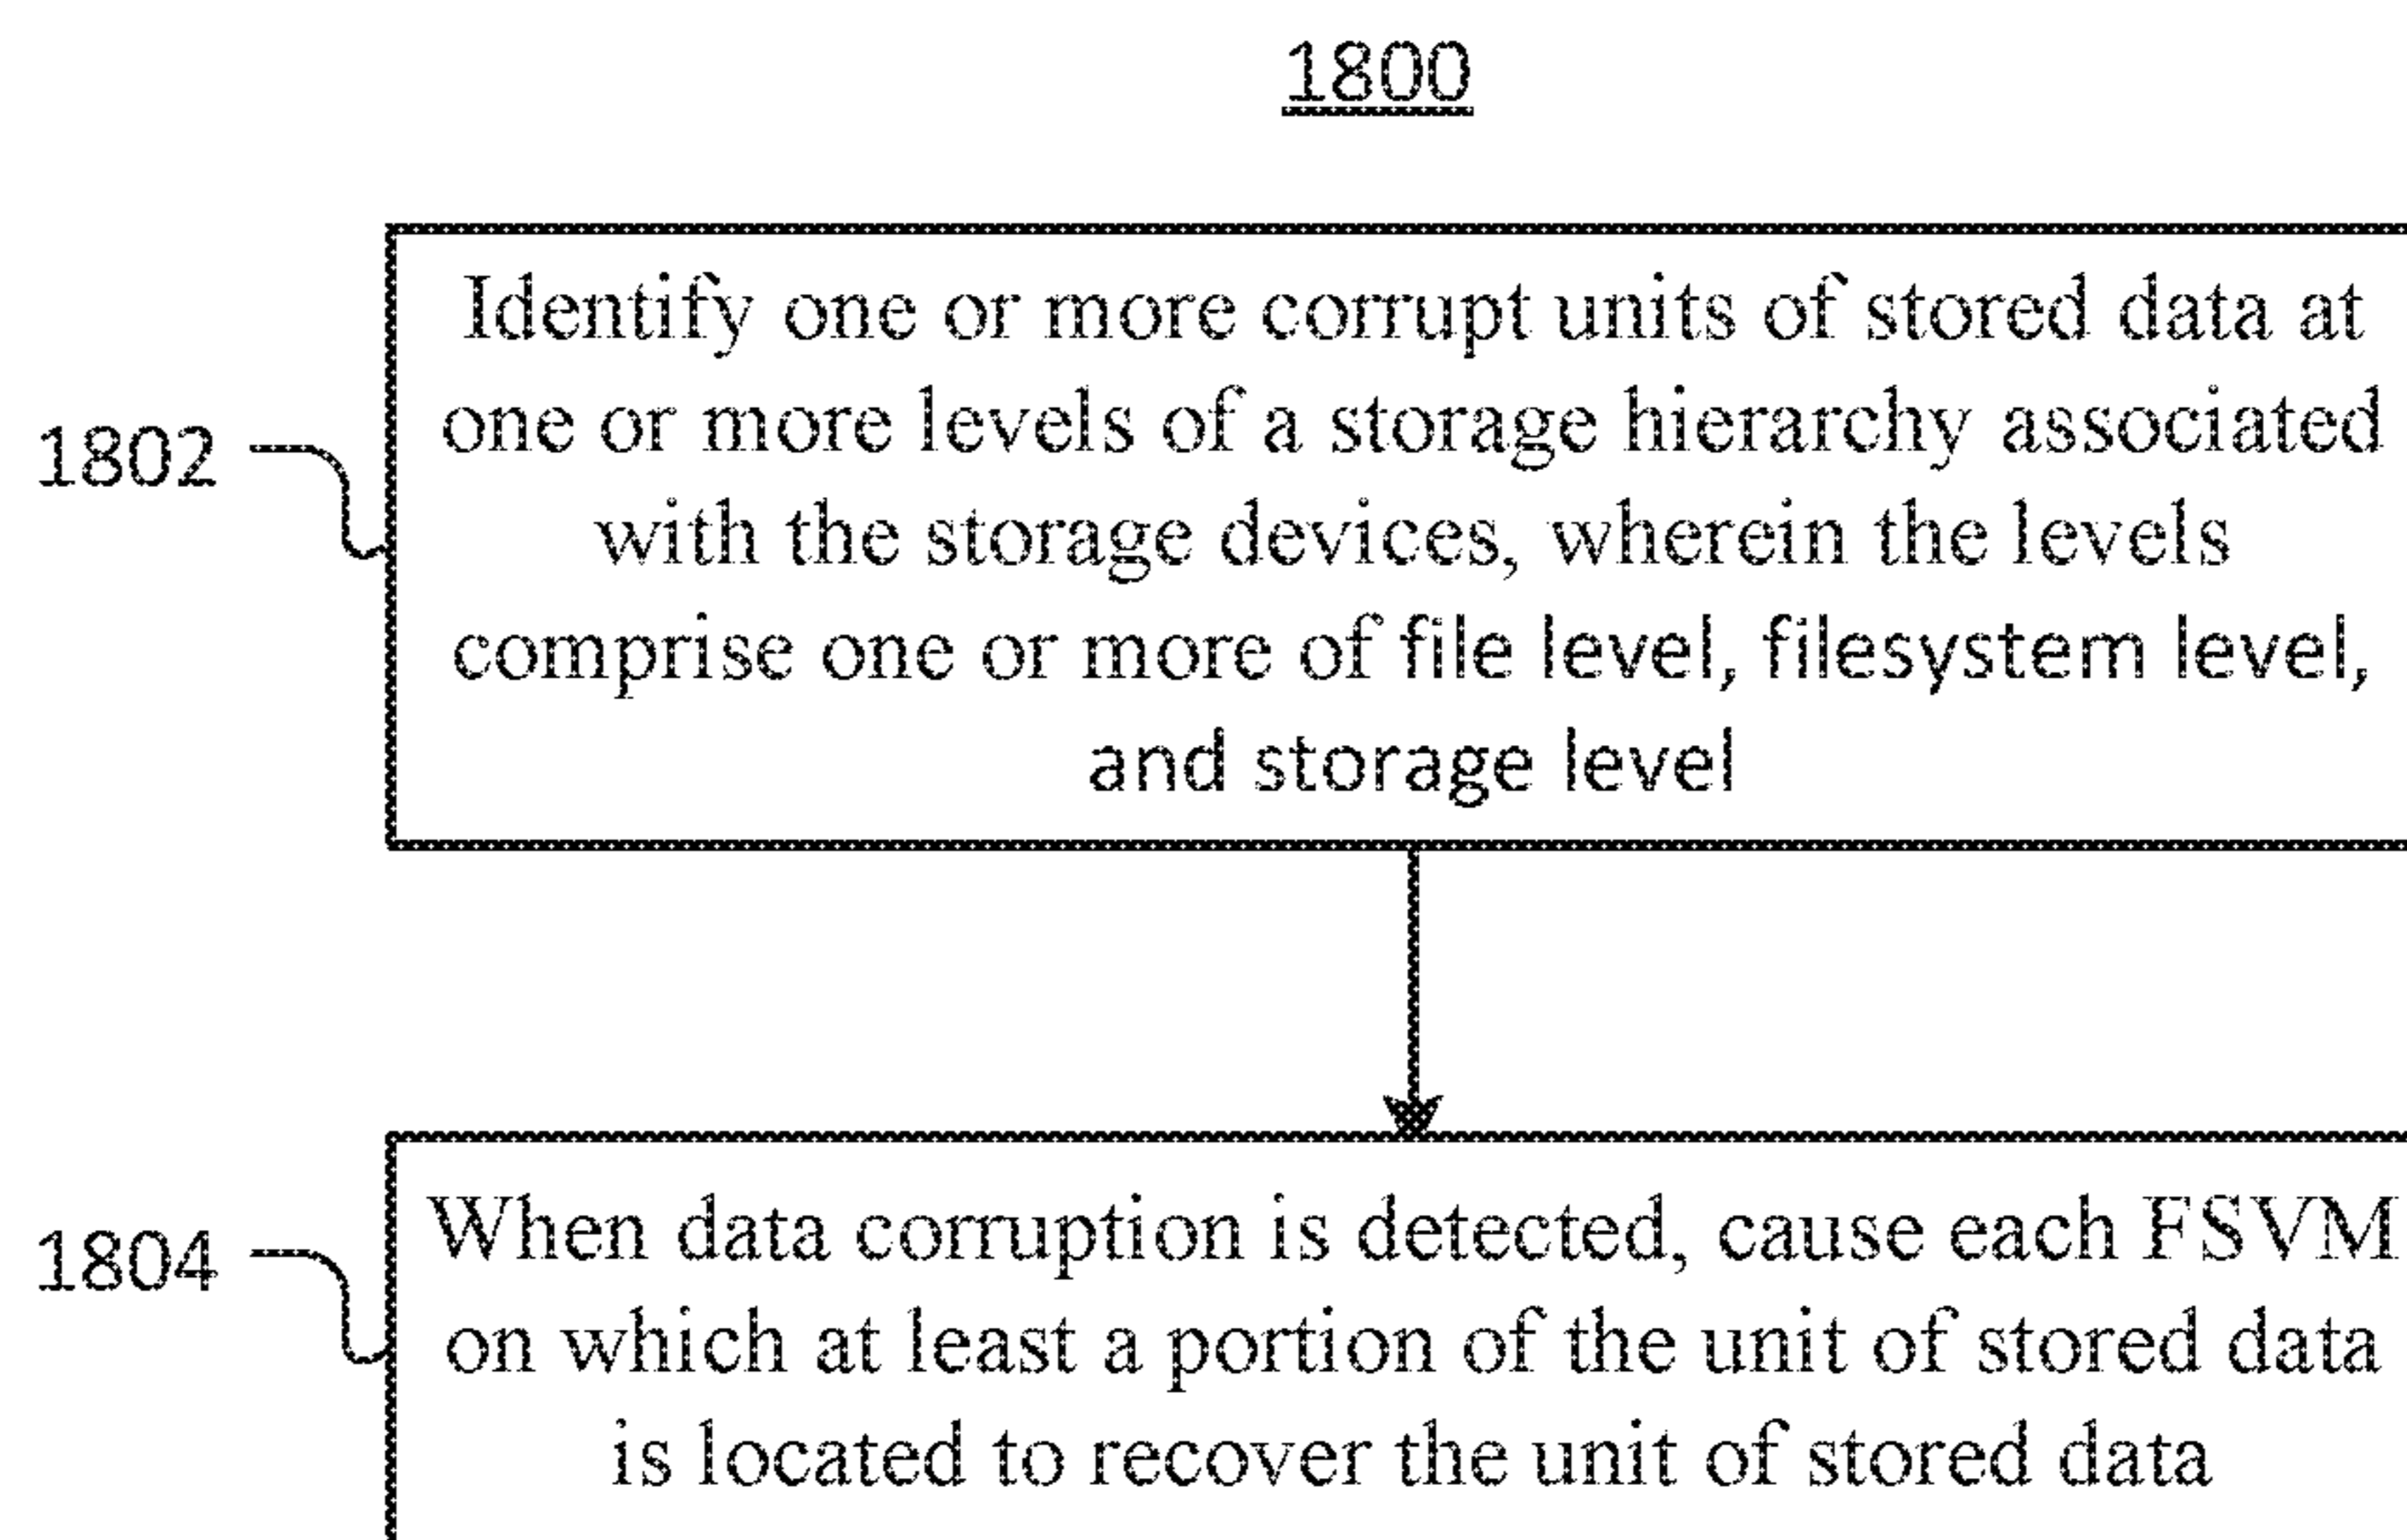 1800
Identify one or more corrupt units of stored data at
1802
one or more levels of a storage hierarchy associated
with the storage devices, wherein the levels
comprise one or more of file level, filesystem level,
and storage level
When data corruption is detected, cause each FSVM
1804
on which at least a portion of the unit of stored data
is located to recover the unit of stored data